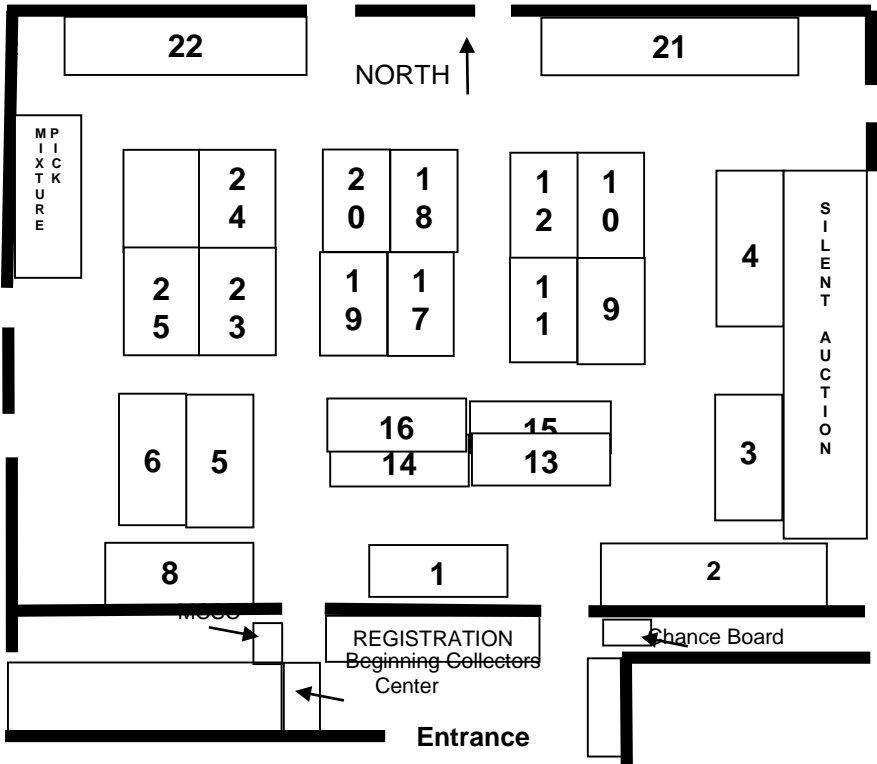 22
21
NORTH
MIXTURE
PICK
24
20
18
12
10
SILENT AUCTION
4
25
23
19
17
11
9
6
5
16
15
3
14
13
8
1
2
REGISTRATION
Chance Board
Beginning Collectors
Center
Entrance